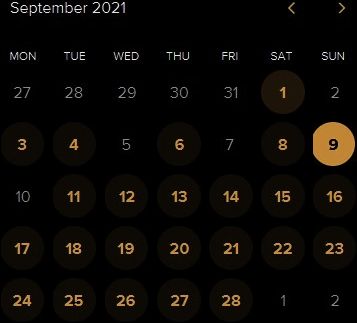 September 2021
MON TUE WED THU FRI SAT SUN
27 28 29 30 31 1 2
3 4 5 6 7 8 9
10 11 12 13 14 15 16
17 18 19 20 21 22 23
24 25 26 27 28 1 2